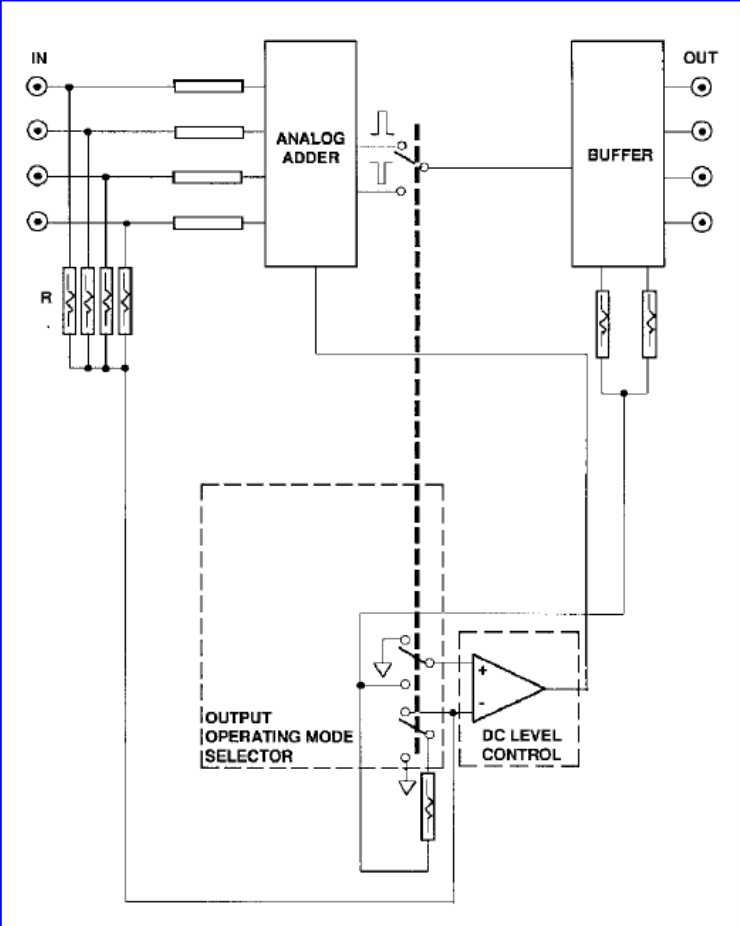 IN
OUT
ANALOG
ADDER
BUFFER
R
+
-
OUTPUT
OPERATING MODE
SELECTOR
DC LEVEL
CONTROL